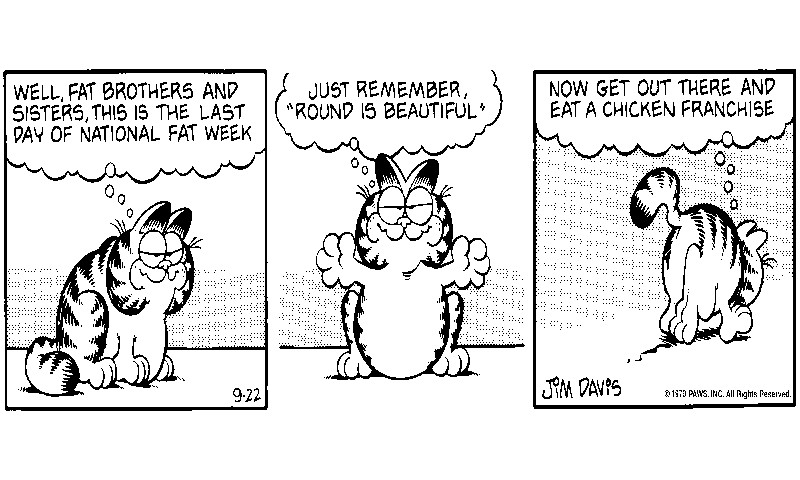 WELL, FAT BROTHERS AND
SISTERS, THIS IS THE LAST
DAY OF NATIONAL FAT WEEK
9-22
JUST REMEMBER,
"ROUND IS BEAUTIFUL"
NOW GET OUT THERE AND
EAT A CHICKEN FRANCHISE
JIM DAVIS
© 1979 PAWS, INC. All Rights Reserved.